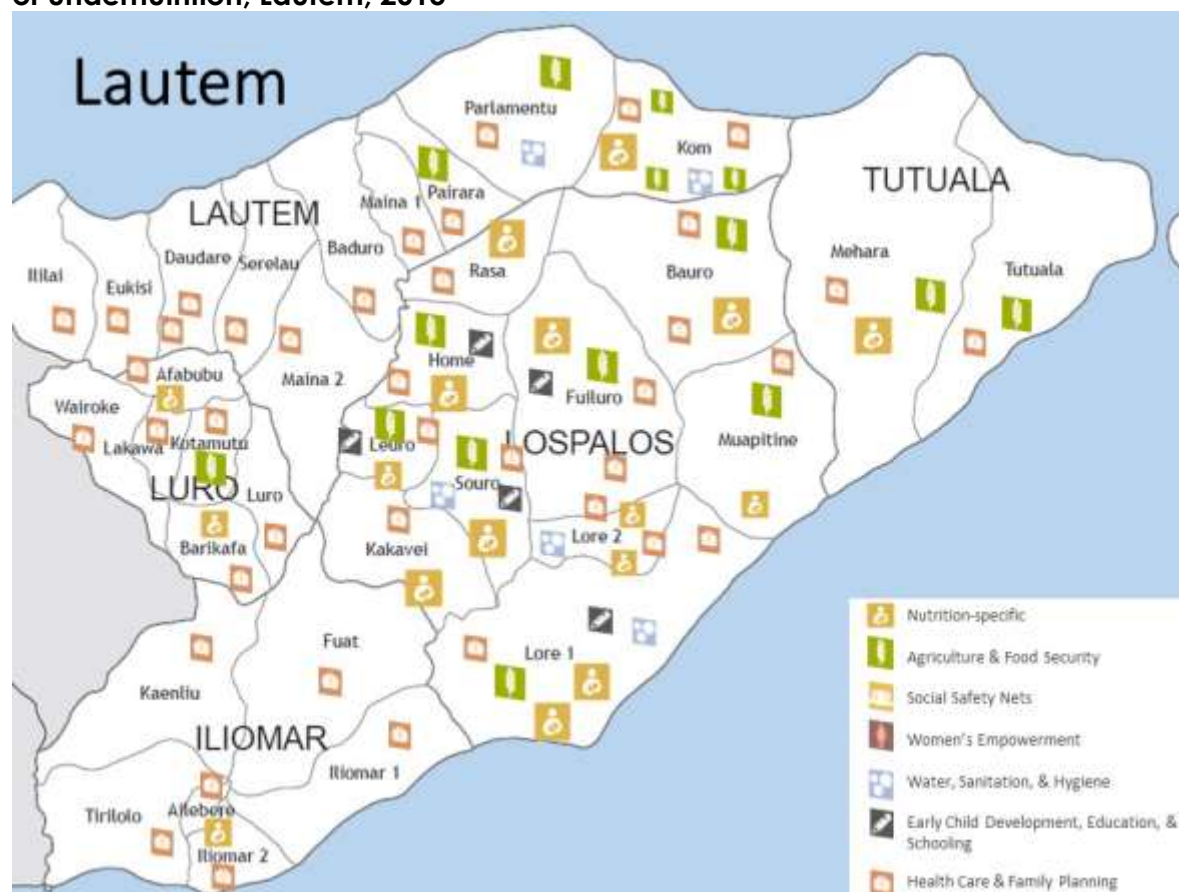 Lautem
Parlamentu
Kom
TUTUALA
Maina 1
Pairara
LAUTEM
Baduro
Daudare
Serelau
Rasa
Bauro
Mehara
Tutuala
Ililai
Eukisi
Home
Afabubu
Maina 2
Fuiluro
Wairoke
Lakawa
Kotamutu
Leuro
LOSPALOS
Muapitine
Souro
LURO
Luro
Barikafa
Kakavei
Lore 2
Fuat
Lore 1
Kaenliu
ILIOMAR
Iliomar 1
Tirilolo
Ailebere
Iliomar 2
Nutrition-specific
Agriculture & Food Security
Social Safety Nets
Women's Empowerment
Water, Sanitation, & Hygiene
Early Child Development, Education, &
Schooling
Health Care & Family Planning